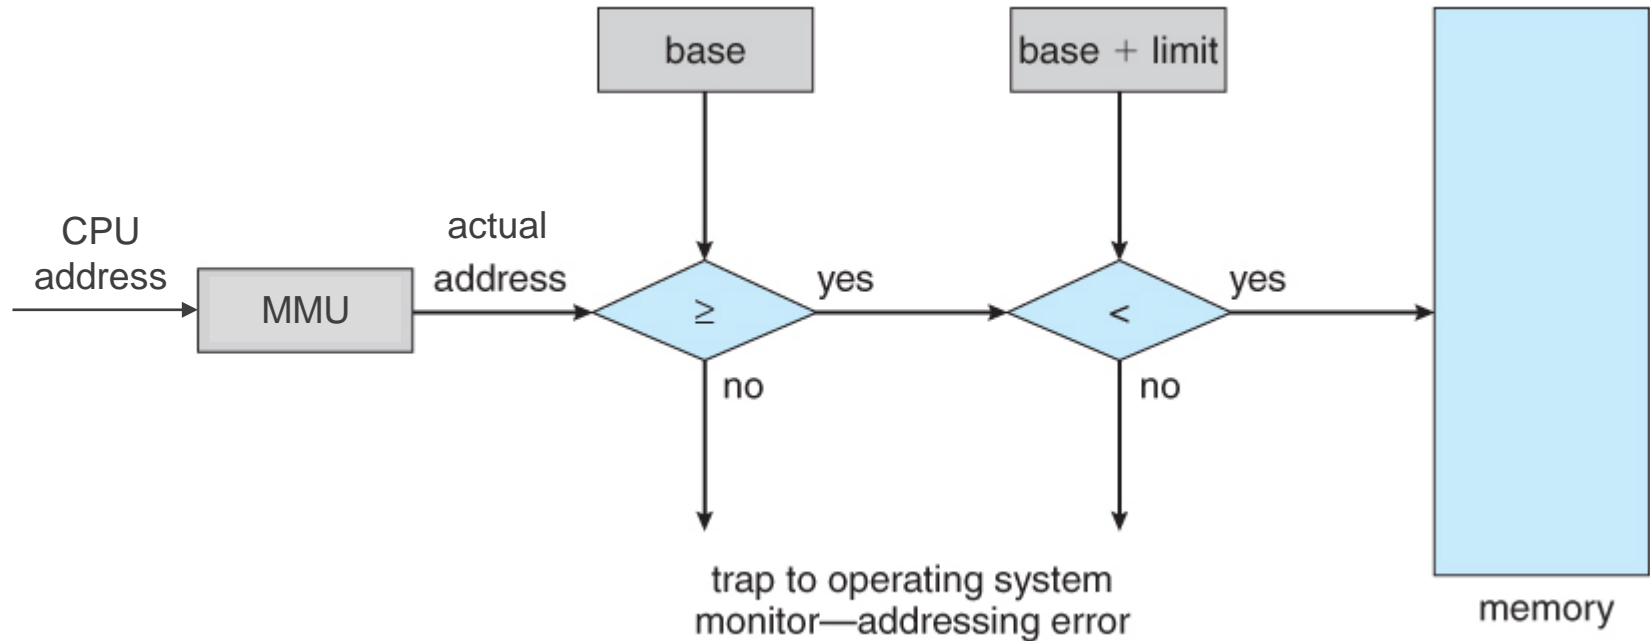 base
base + limit
CPU
address
MMU
actual
address
≥
yes
<
yes
no
no
trap to operating system
monitor—addressing error
memory